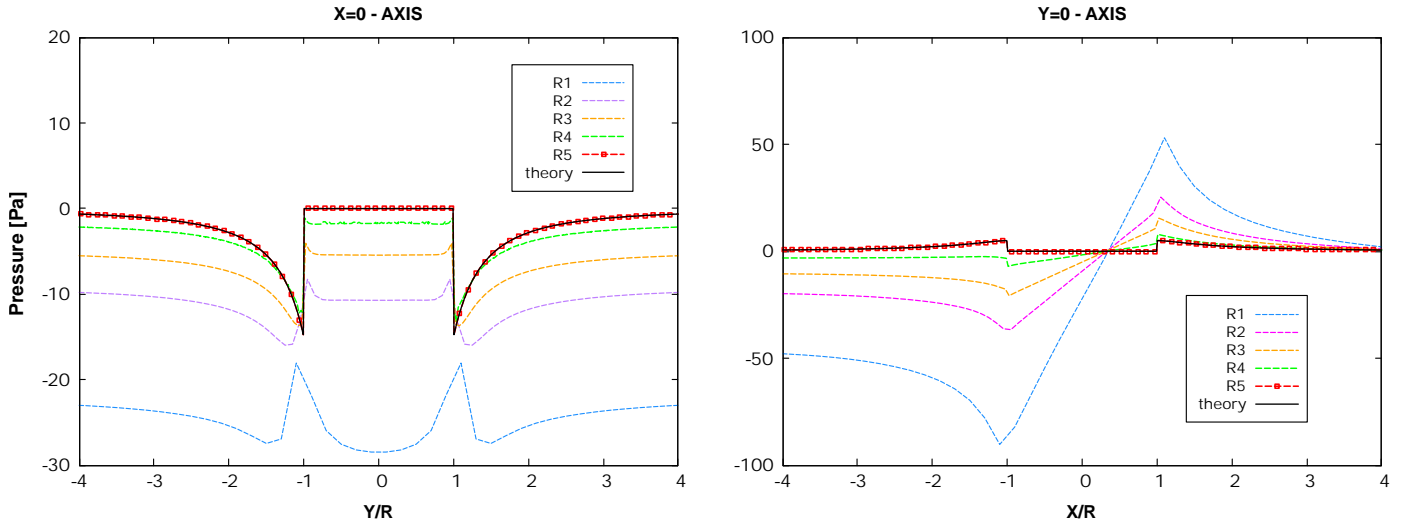 X=0 - AXIS
20
10
0
-10
-20
-30
Pressure [Pa]
-4 -3 -2 -1 0 1 2 3 4
Y/R
R1
R2
R3
R4
R5
theory
Y=0 - AXIS
100
50
0
-50
-100
-4 -3 -2 -1 0 1 2 3 4
X/R
R1
R2
R3
R4
R5
theory